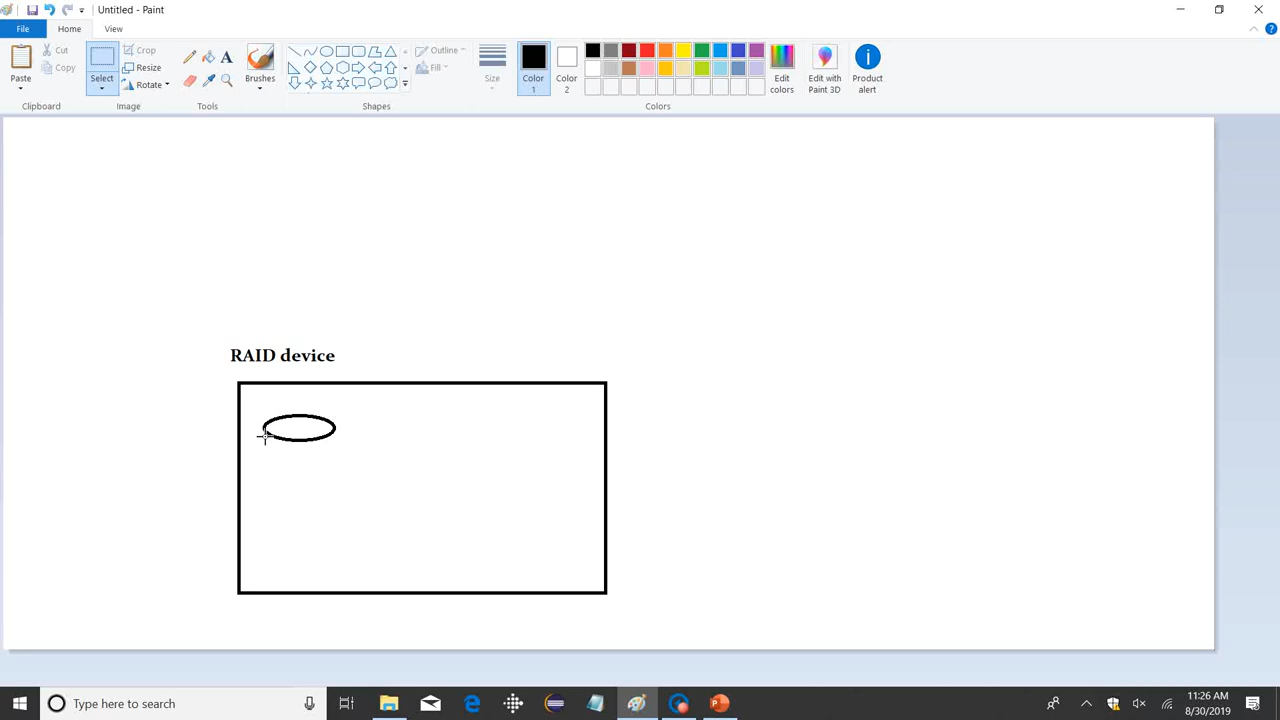 Untitled - Paint
File Home View
Paste
Cut
Copy
Clipboard
Select
Crop
Resize
Rotate
Image
A
Tools
Brushes
Shapes
Outline
Fill
Size
Color 1
Color 2
Edit colors
Colors
Edit with Paint 3D
Product alert
RAID device
Type here to search
11:26 AM
8/30/2019